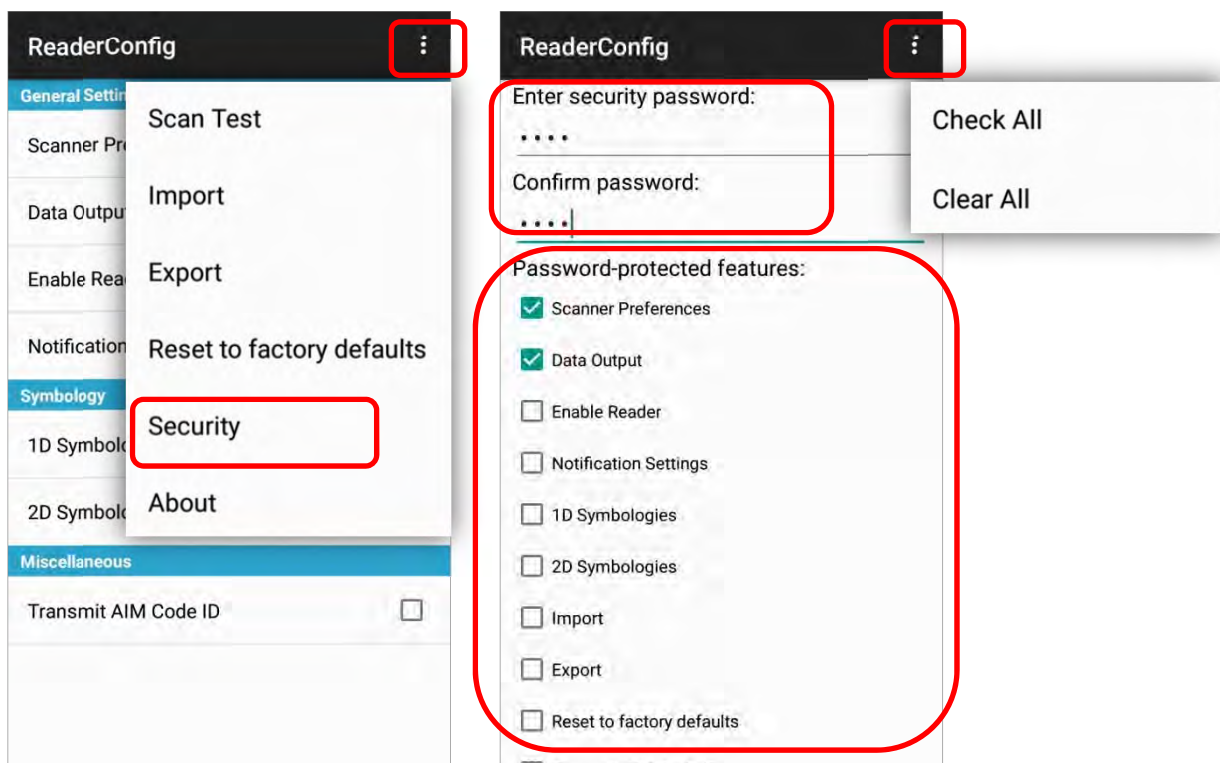 ReaderConfig
General Settin
Scanner Pre
Data Outpu
Enable Rea
Notification
Symbology
1D Symbol
2D Symbol
Miscellaneous
Transmit AIM Code ID
Scan Test
Import
Export
Reset to factory defaults
Security
About
ReaderConfig
Enter security password:
Confirm password:
Password-protected features:
Scanner Preferences
Data Output
Enable Reader
Notification Settings
1D Symbologies
2D Symbologies
Import
Export
Reset to factory defaults
Check All
Clear All